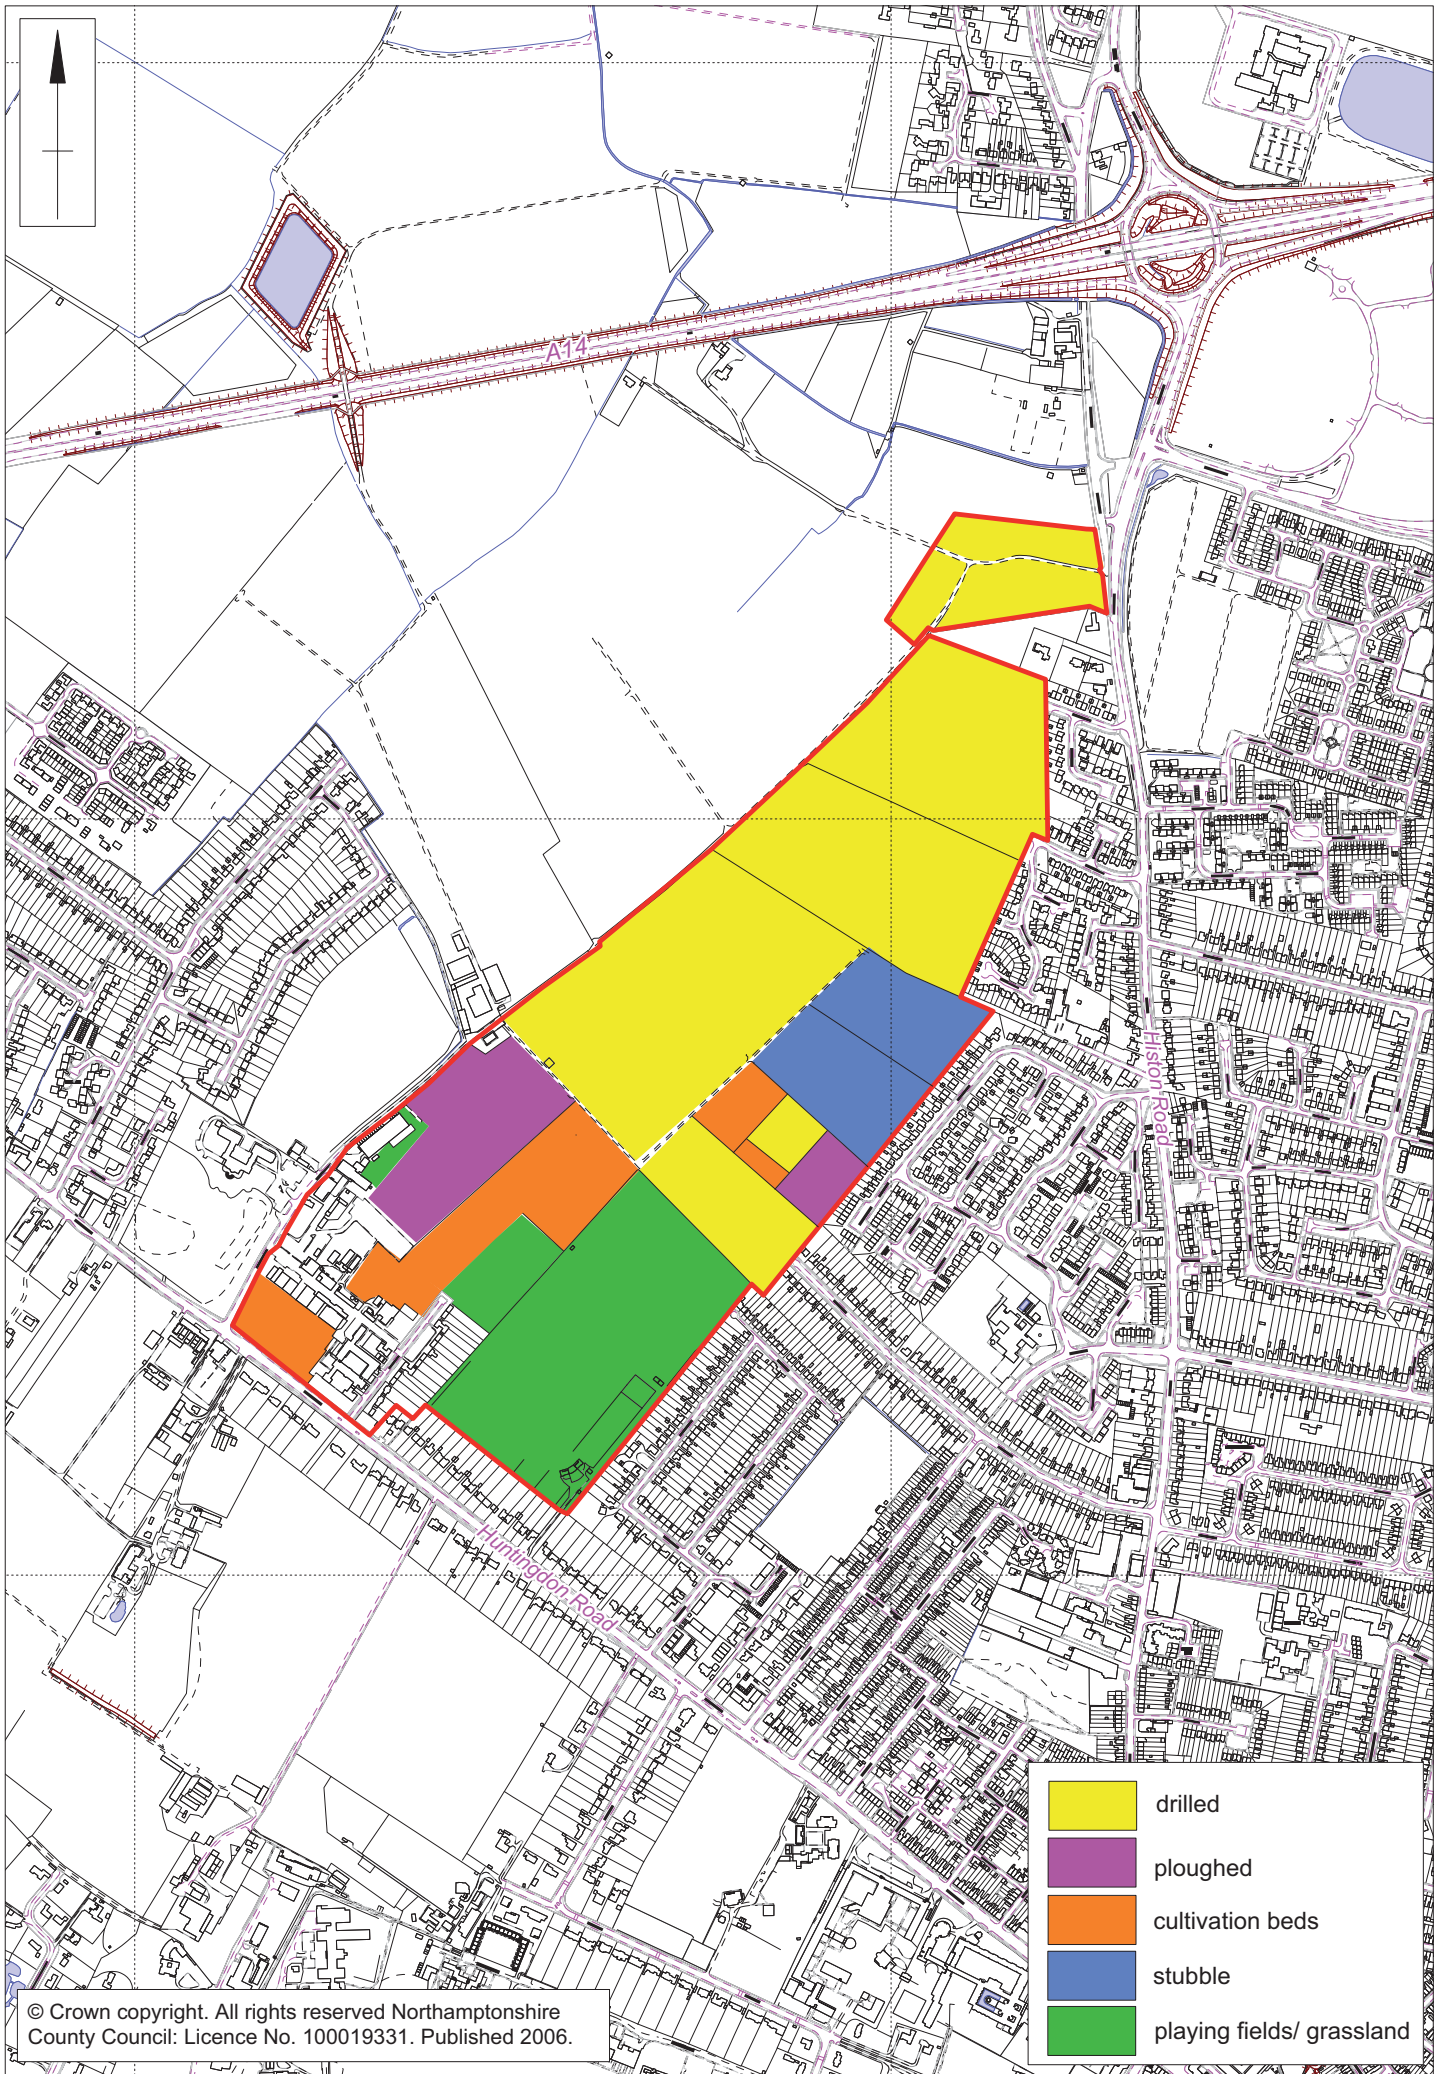 A14
Histon Road
Huntingdon Road
drilled
ploughed
cultivation beds
stubble
playing fields/ grassland
© Crown copyright. All rights reserved Northamptonshire
County Council: Licence No. 100019331. Published 2006.